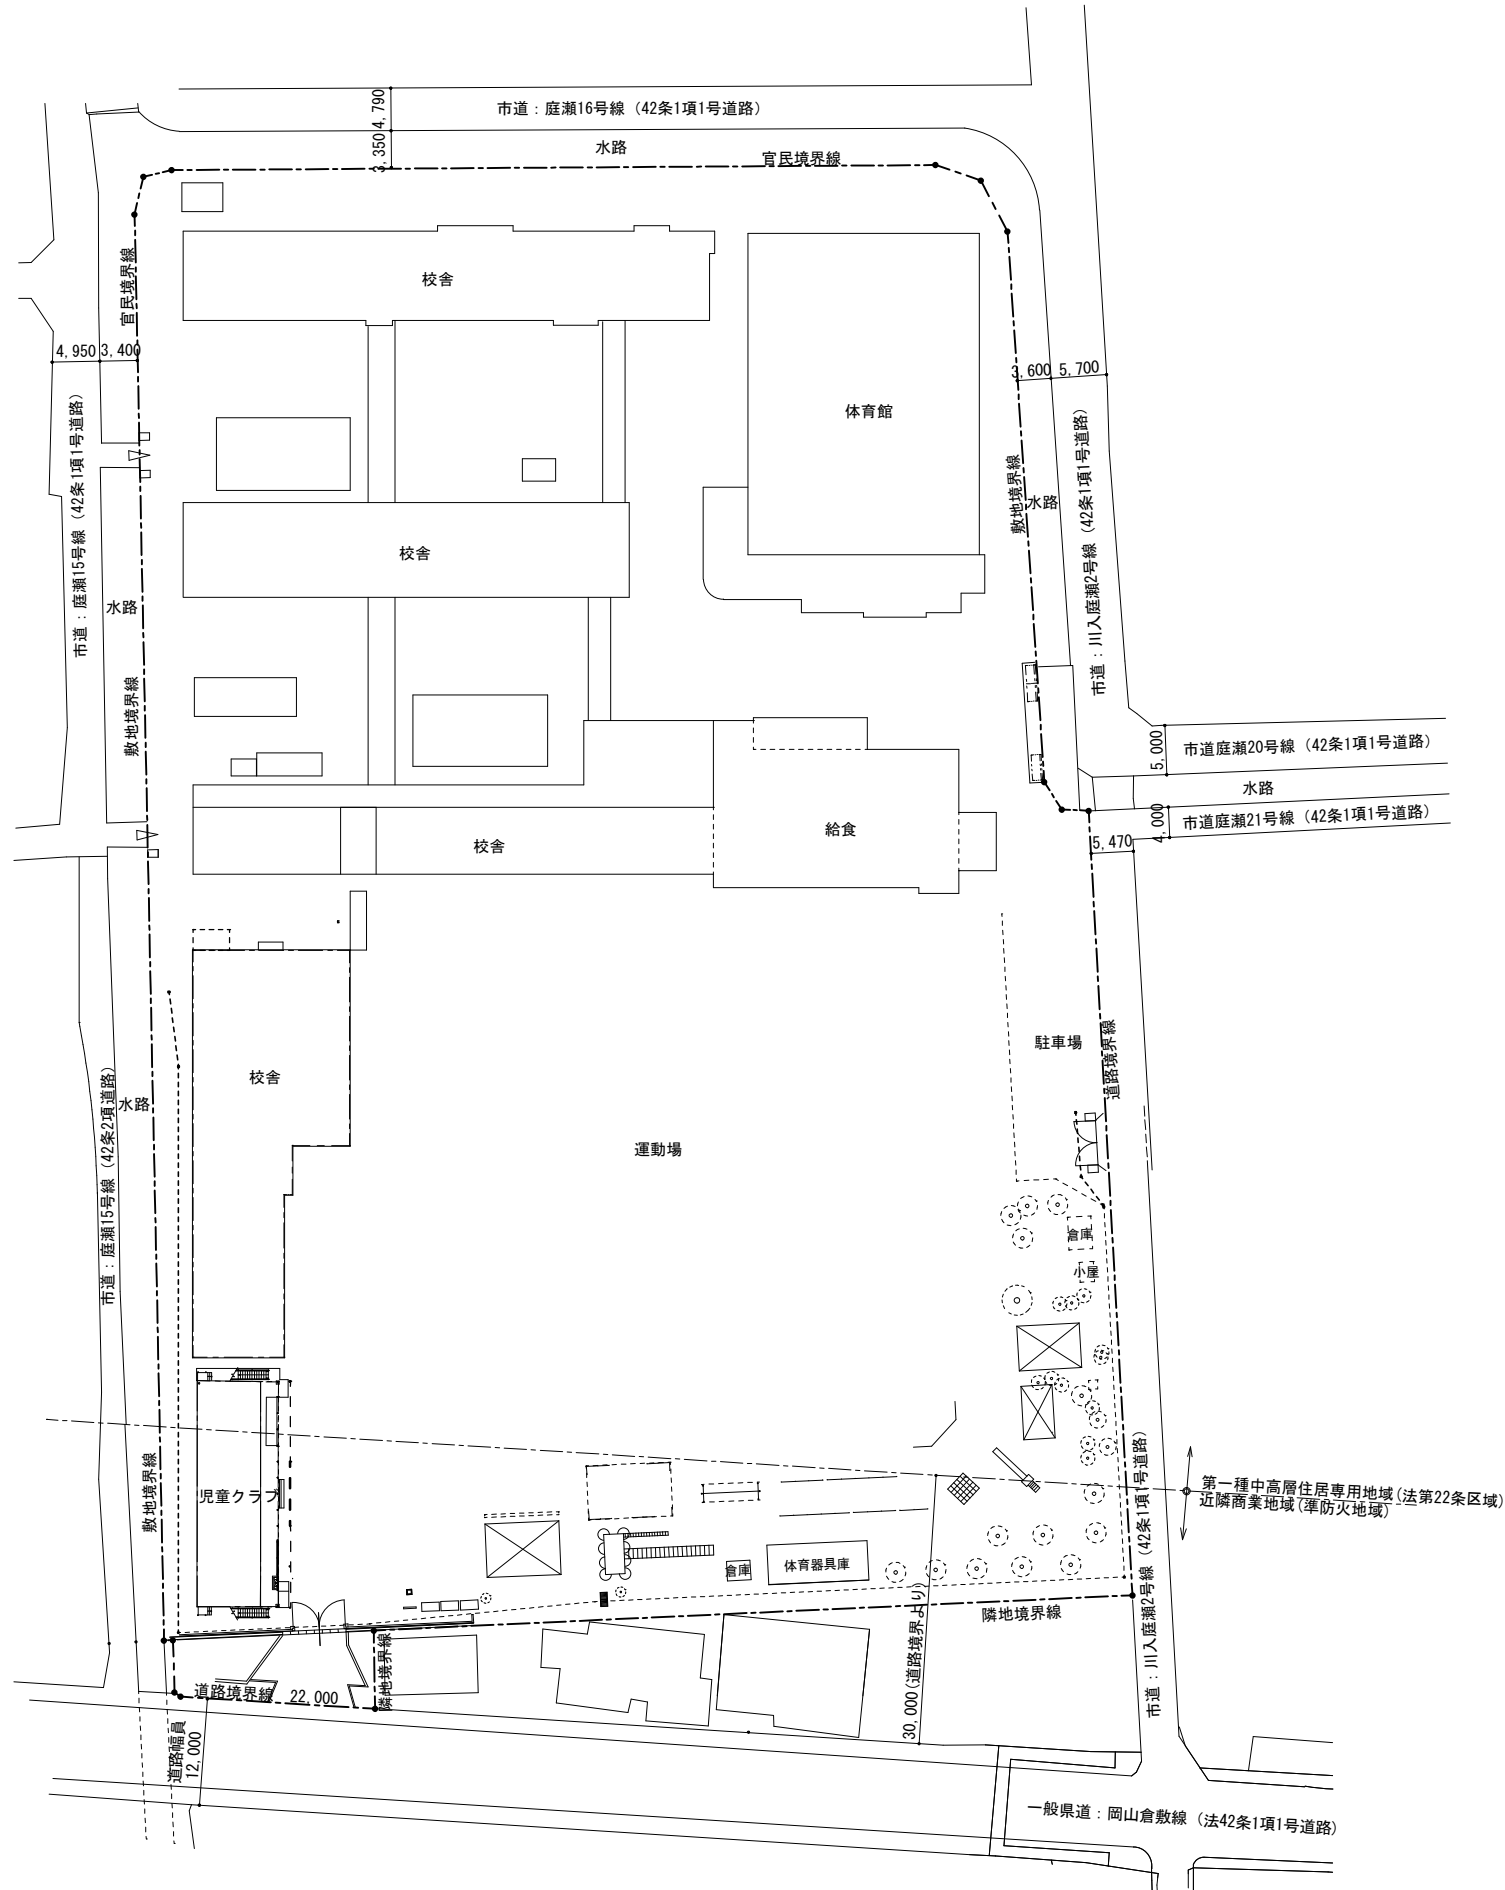 市道：庭瀬16号線（42条1項1号道路）
4,790
3,350
水路
官民境界線
官民境界線
校舎
4,950
3,400
3,600
5,700
体育館
市道：庭瀬15号線（42条1項1号道路）
敷地境界線
水路
市道：川入庭瀬2号線（42条1項1号道路）
校舎
水路
敷地境界線
5,000
市道庭瀬20号線（42条1項1号道路）
水路
4,000
市道庭瀬21号線（42条1項1号道路）
5,470
給食
校舎
駐車場
道路境界線
校舎
水路
市道：庭瀬15号線（42条2項道路）
運動場
倉庫
小屋
敷地境界線
児童クラブ
第一種中高層住居専用地域(法第22条区域)
近隣商業地域(準防火地域)
市道：川入庭瀬2号線（42条1項1号道路）
倉庫
体育器具庫
隣地境界線
隣地境界線
道路境界線
22,000
30,000(道路境界より)
道路幅員
12,000
一般県道：岡山倉敷線（法42条1項1号道路）